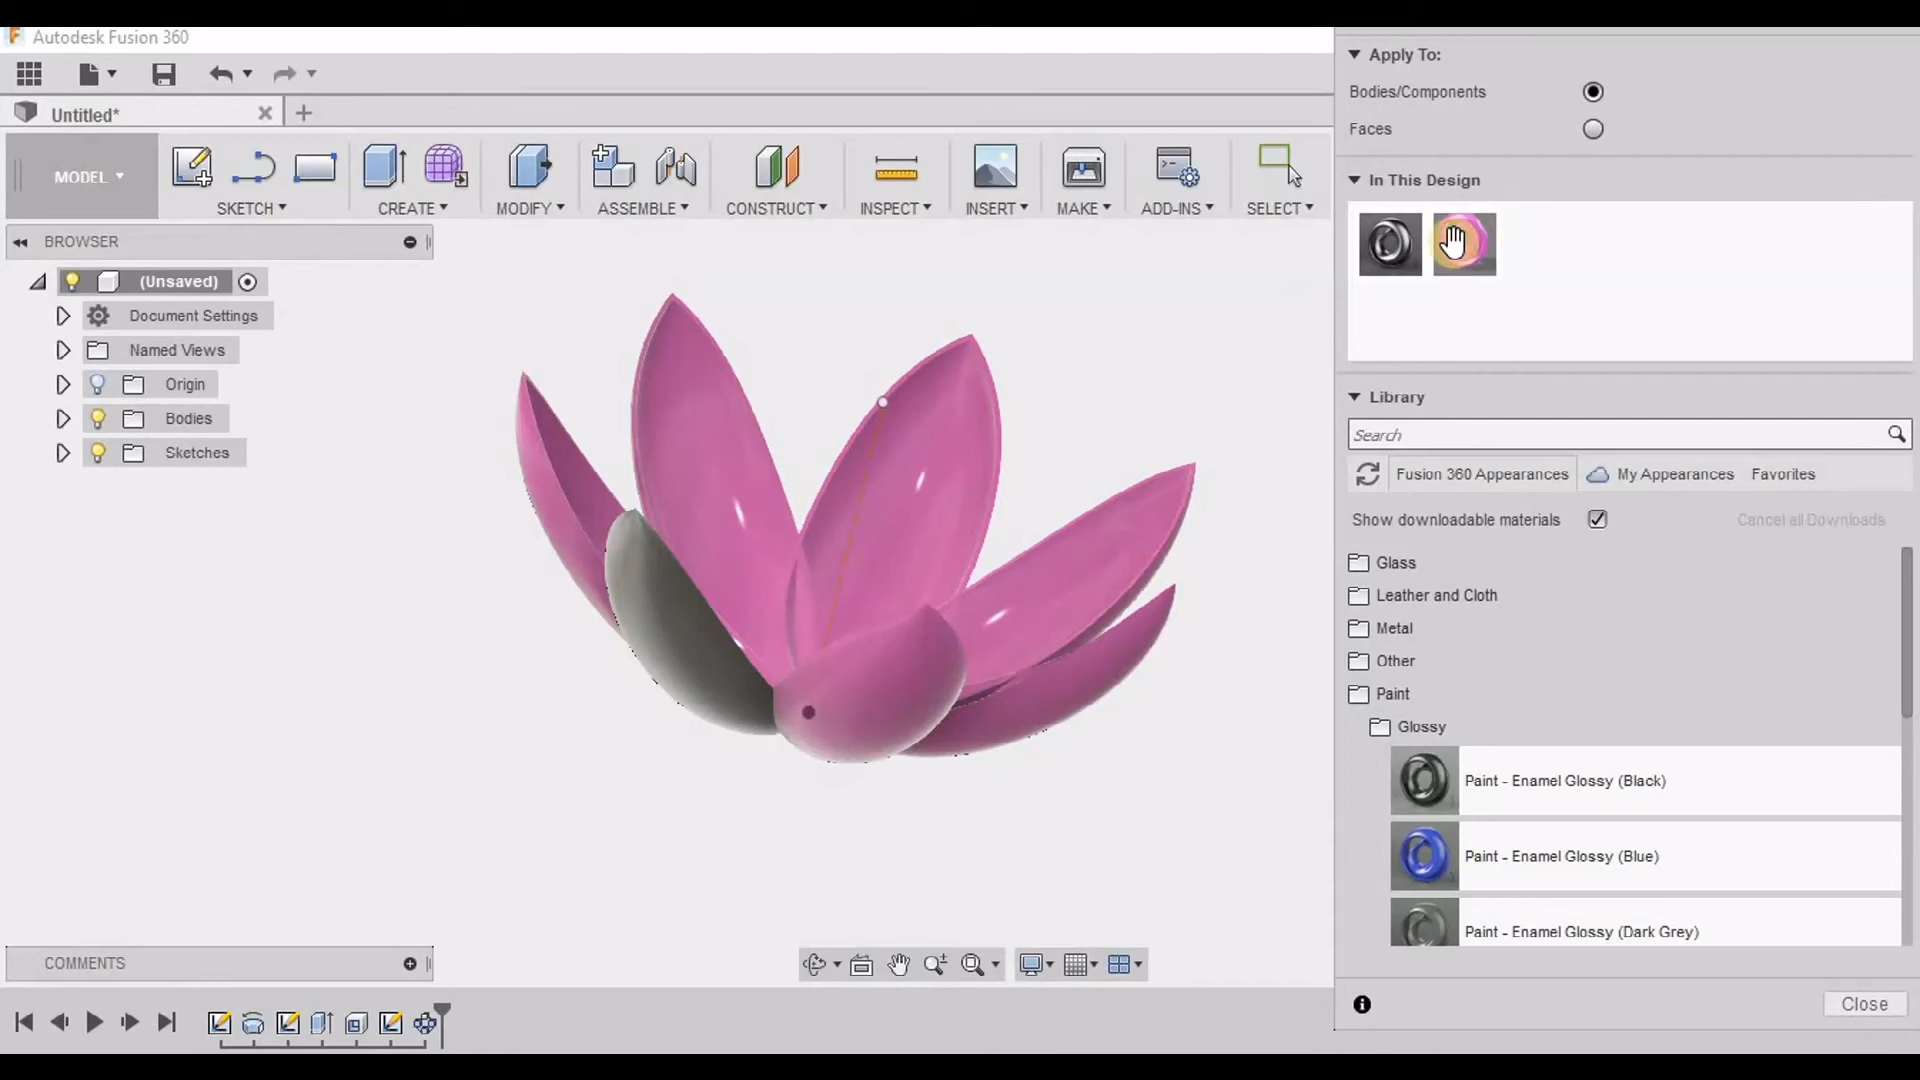 Autodesk Fusion 360
Untitled*
MODEL
SKETCH
CREATE
MODIFY
ASSEMBLE
CONSTRUCT
INSPECT
INSERT
MAKE
ADD-INS
SELECT
BROWSER
(Unsaved)
Document Settings
Named Views
Origin
Bodies
Sketches
COMMENTS
Apply To:
Bodies/Components
Faces
In This Design
Library
Search
Fusion 360 Appearances My Appearances Favorites
Show downloadable materials Cancel all Downloads
Glass
Leather and Cloth
Metal
Other
Paint
Glossy
Paint - Enamel Glossy (Black)
Paint - Enamel Glossy (Blue)
Paint - Enamel Glossy (Dark Grey)
Close